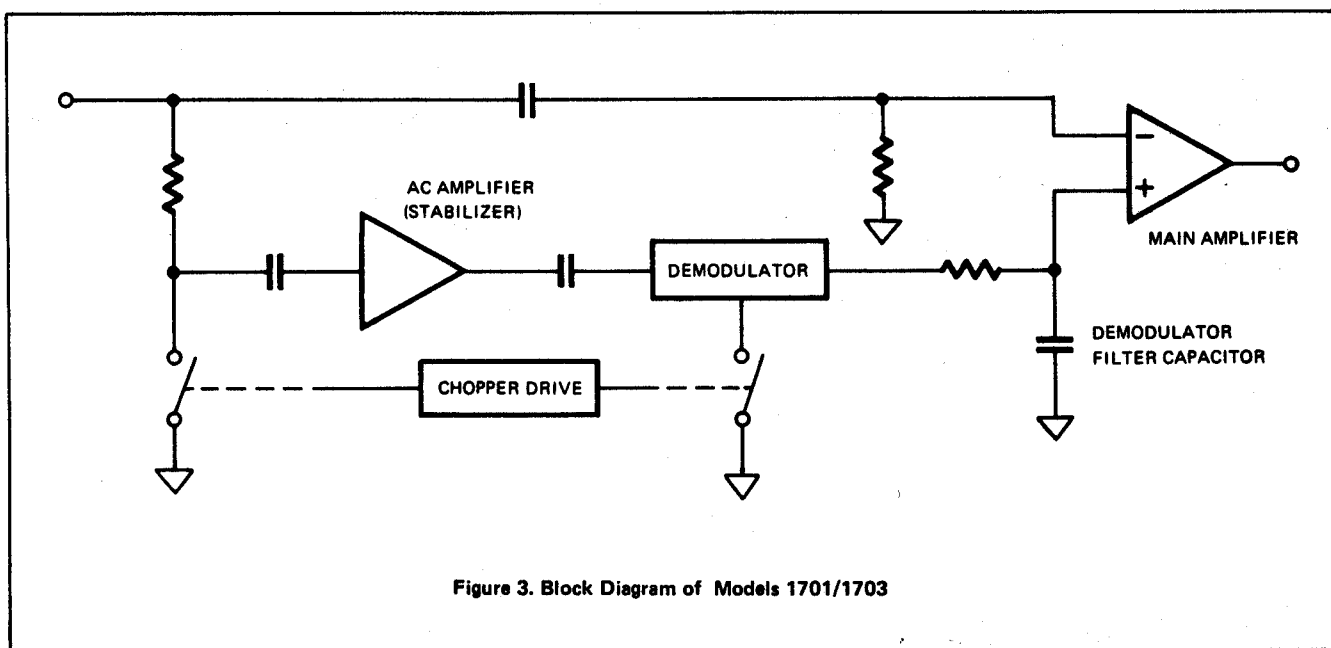 AC AMPLIFIER
(STABILIZER)
−
+
MAIN AMPLIFIER
DEMODULATOR
DEMODULATOR
FILTER CAPACITOR
CHOPPER DRIVE
Figure 3. Block Diagram of Models 1701/1703